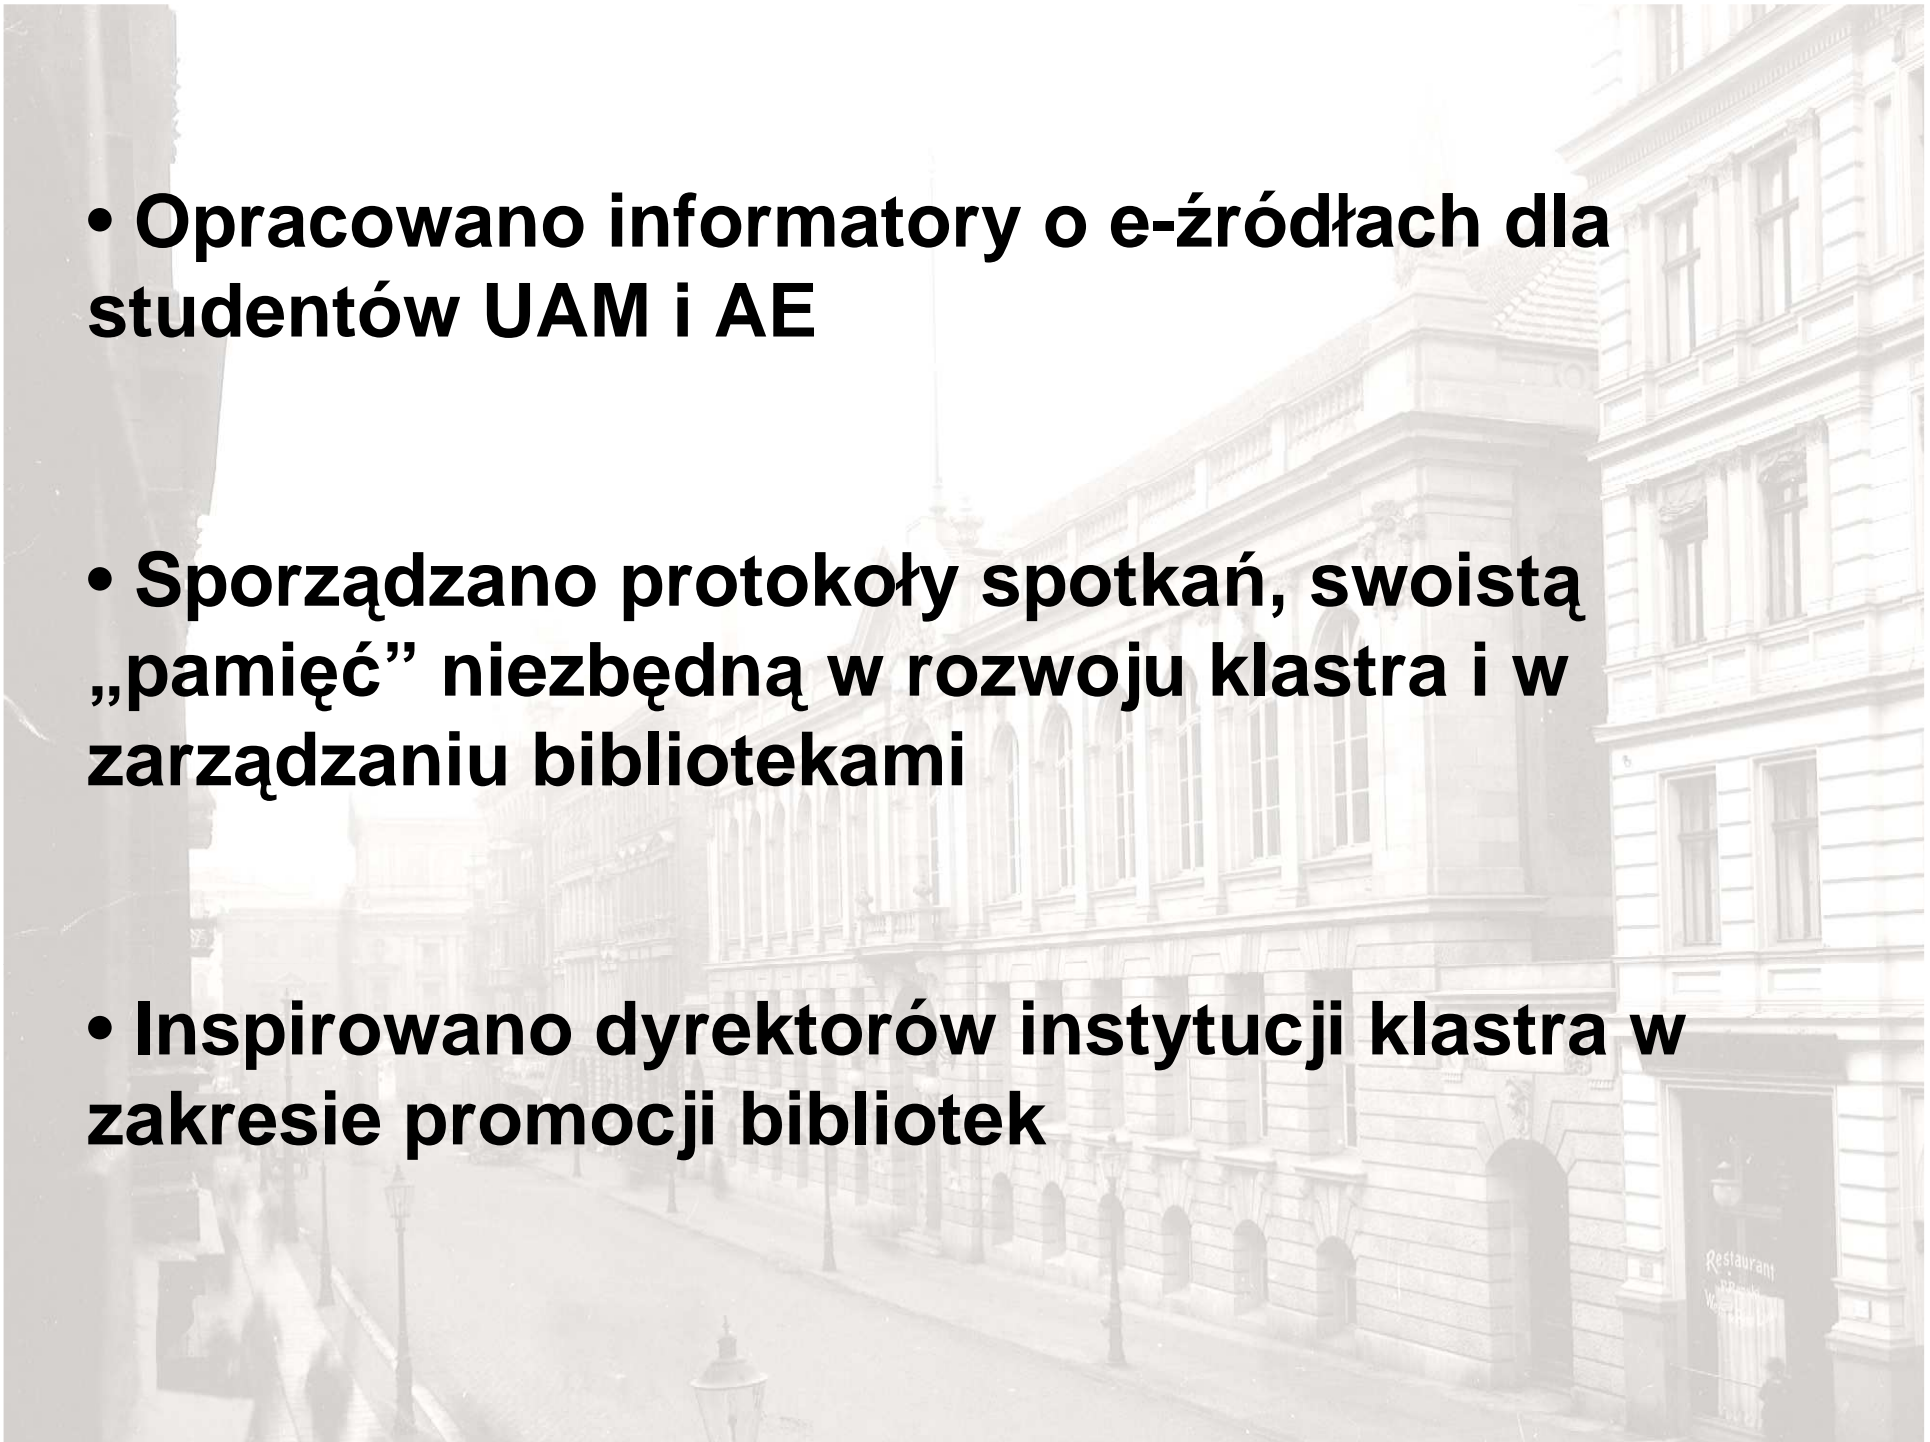 • Opracowano informatory o e-źródłach dla
studentów UAM i AE
• Sporządzano protokoły spotkań, swoistą
„pamięć” niezbędną w rozwoju klastra i w
zarządzaniu bibliotekami
• Inspirowano dyrektorów instytucji klastra w
zakresie promocji bibliotek
Restaurant